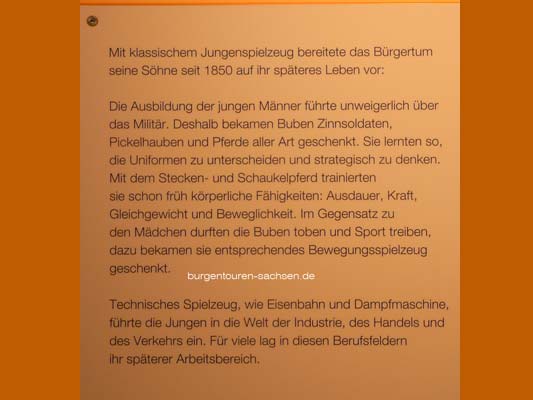 Mit klassischem Jungenspielzeug bereitete das Bürgertum
seine Söhne seit 1850 auf ihr späteres Leben vor:
Die Ausbildung der jungen Männer führte unweigerlich über
das Militär. Deshalb bekamen Buben Zinnsoldaten,
Pickelhauben und Pferde aller Art geschenkt. Sie lernten so,
die Uniformen zu unterscheiden und strategisch zu denken.
Mit dem Stecken- und Schaukelpferd trainierten
sie schon früh körperliche Fähigkeiten: Ausdauer, Kraft,
Gleichgewicht und Beweglichkeit. Im Gegensatz zu
den Mädchen durften die Buben toben und Sport treiben,
dazu bekamen sie entsprechendes Bewegungsspielzeug
geschenkt.
burgentouren-sachsen.de
Technisches Spielzeug, wie Eisenbahn und Dampfmaschine,
führte die Jungen in die Welt der Industrie, des Handels und
des Verkehrs ein. Für viele lag in diesen Berufsfeldern
ihr späterer Arbeitsbereich.